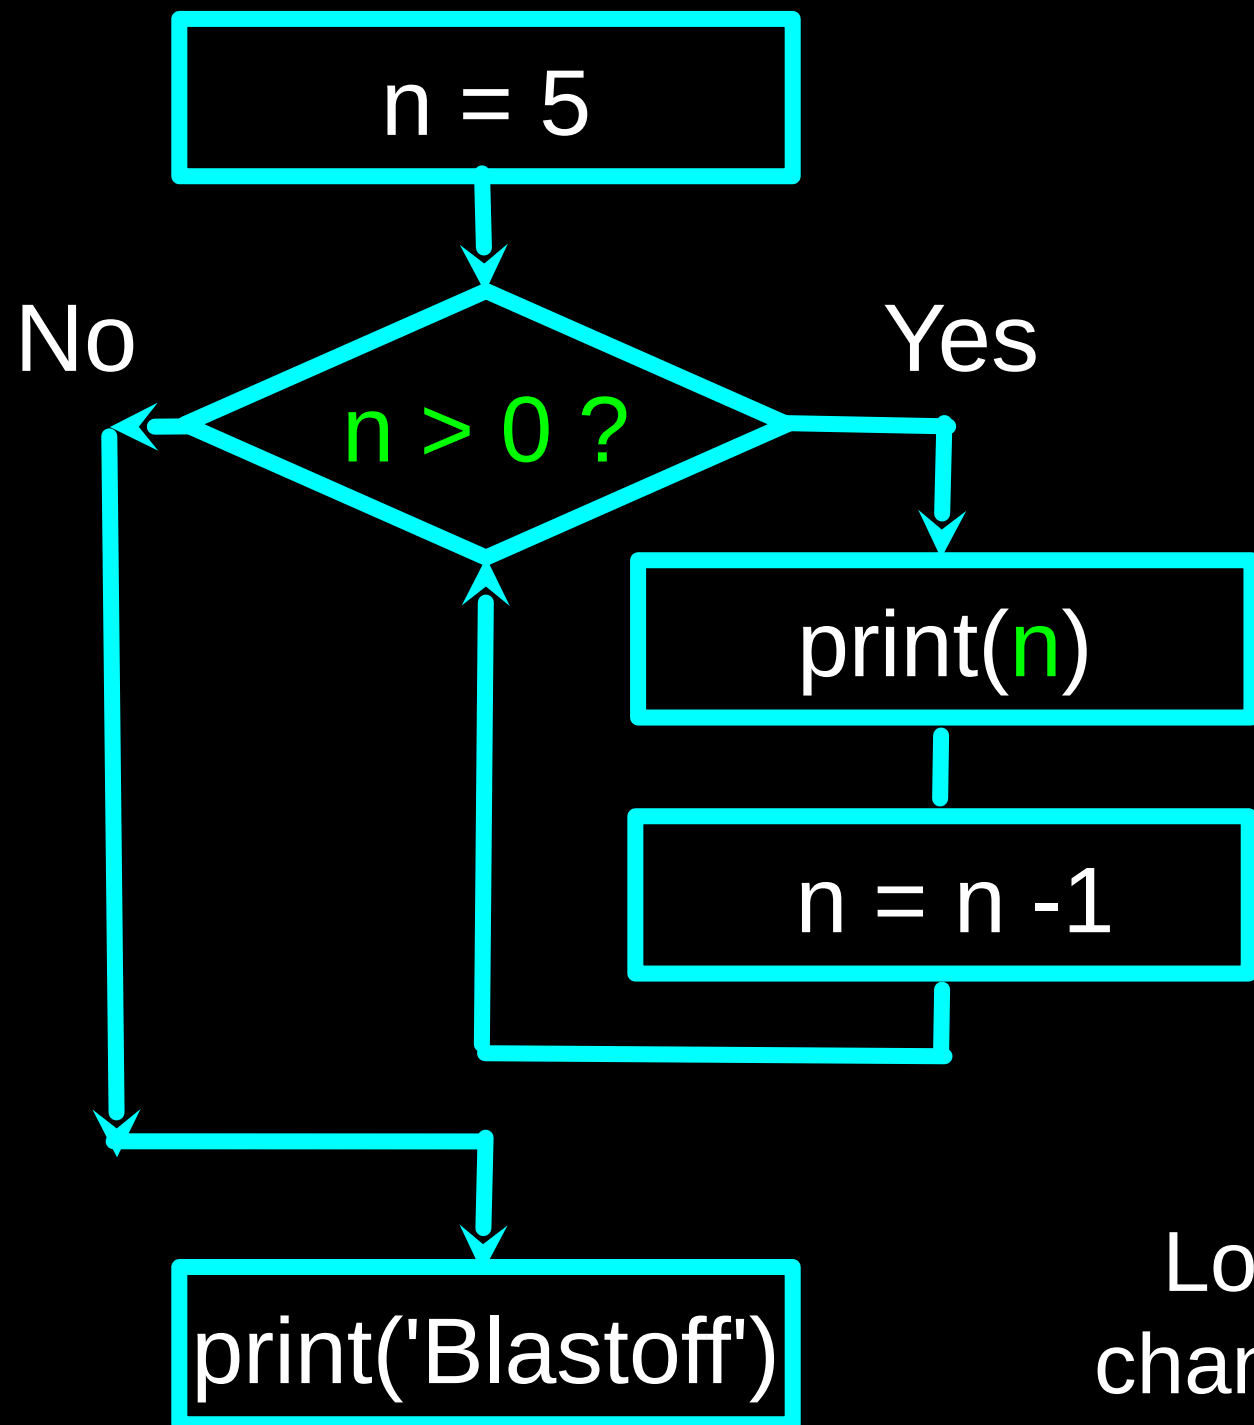 n = 5
No
Yes
n > 0 ?
print(n)
n = n -1
print('Blastoff')